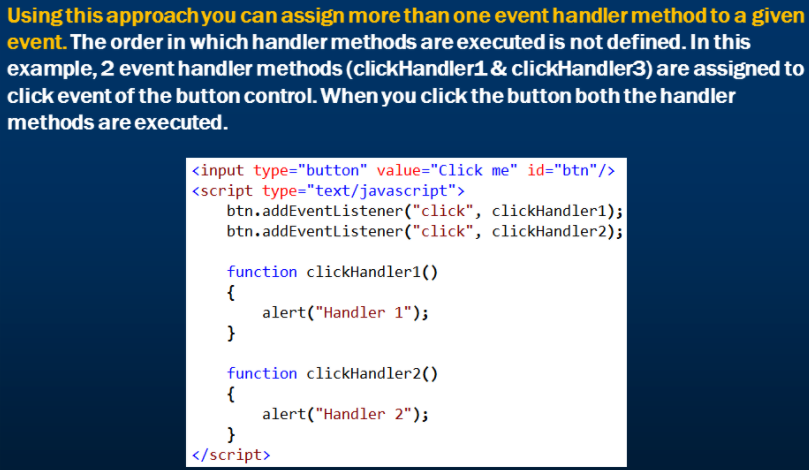 Using this approach you can assign more than one event handler method to a given
event. The order in which handler methods are executed is not defined. In this
example, 2 event handler methods (clickHandler1 & clickHandler3) are assigned to
click event of the button control. When you click the button both the handler
methods are executed.
<input type="button" value="Click me" id="btn"/>
<script type="text/javascript">
    btn.addEventListener("click", clickHandler1);
    btn.addEventListener("click", clickHandler2);
    function clickHandler1()
    {
        alert("Handler 1");
    }
    function clickHandler2()
    {
        alert("Handler 2");
    }
</script>